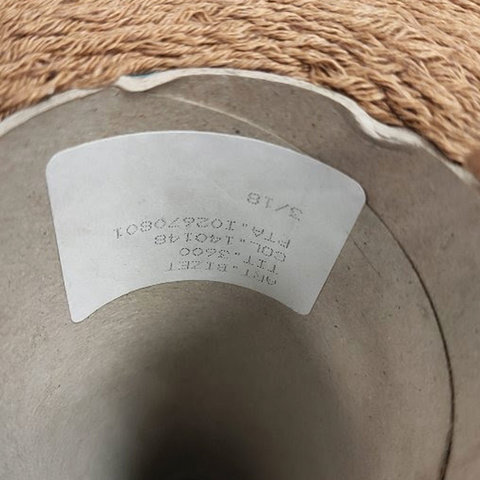 ART.BIZET
TIT.3600
COL.140148
PTA.102670801
3/18